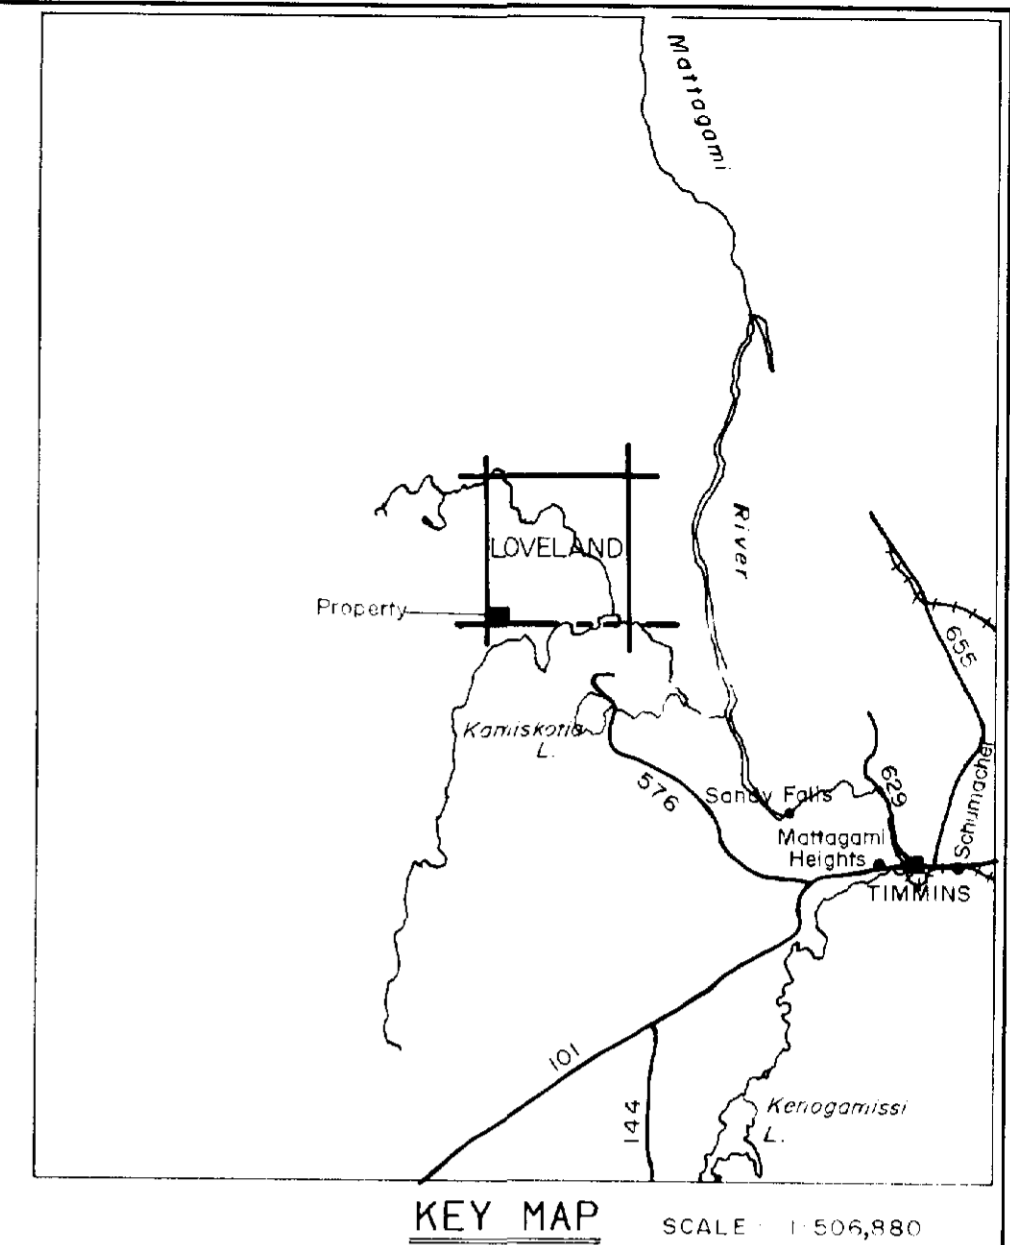 Mattagami
River
LOVELAND
Property
655
Kamiskotia
L.
576
Sandy Falls
629
Schumacher
Mattagami
Heights
TIMMINS
101
144
Kenogamissi
L.
KEY MAP
SCALE 1:506,880